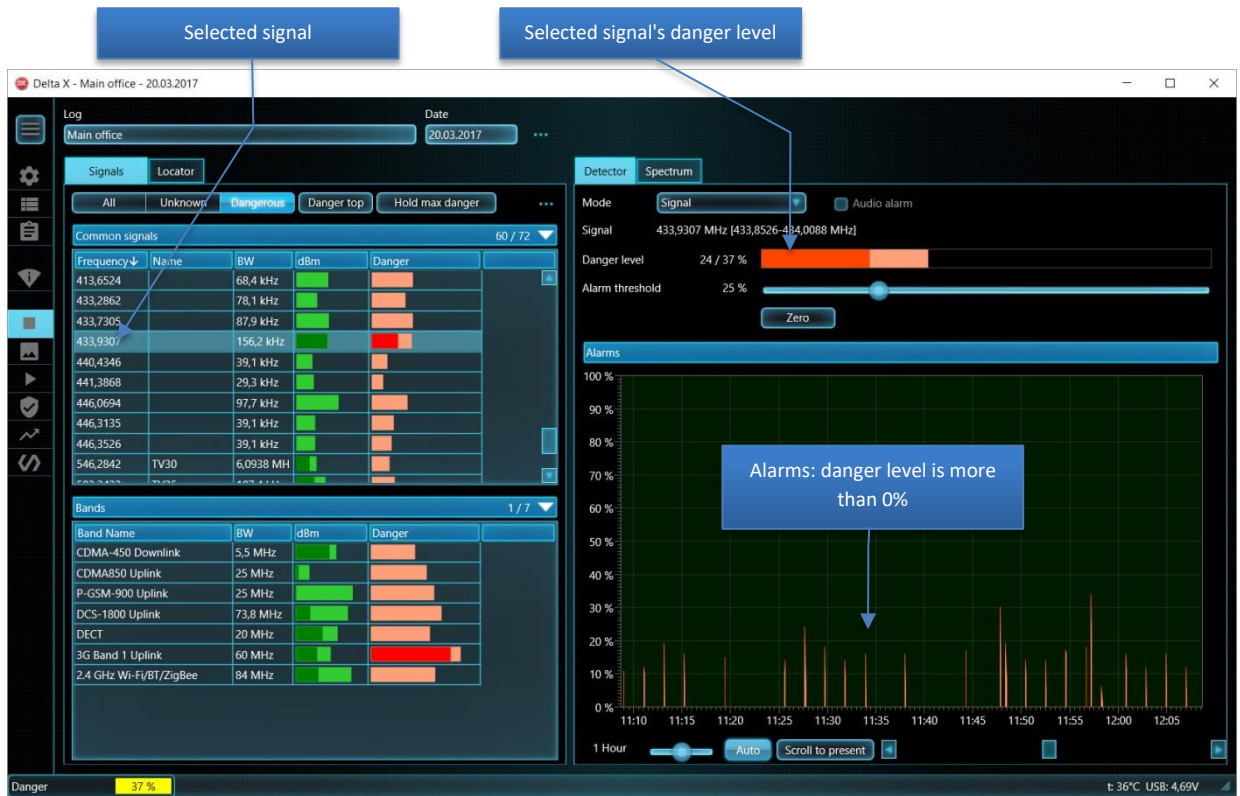 Selected signal
Selected signal's danger level
Delta X - Main office - 20.03.2017
Log
Date
Main office
20.03.2017
Signals Locator
Detector Spectrum
All Unknown Dangerous Danger top Hold max danger
Mode Signal Audio alarm
Common signals 60 / 72
Signal 433,9307 MHz [433,8526-434,0088 MHz]
Frequency Name BW dBm Danger
Danger level 24 / 37 %
413,6524 68,4 kHz
Alarm threshold 25 %
433,2862 78,1 kHz
433,7305 87,9 kHz
Zero
433,9307 156,2 kHz
440,4346 39,1 kHz
441,3868 29,3 kHz
446,0694 97,7 kHz
446,3135 39,1 kHz
446,3526 39,1 kHz
546,2842 TV30 6,0938 MH
Alarms
100 %
90 %
80 %
70 %
60 %
50 %
40 %
30 %
20 %
10 %
0 %
Alarms: danger level is more
than 0%
11:10 11:15 11:20 11:25 11:30 11:35 11:40 11:45 11:50 11:55 12:00 12:05
1 Hour Auto Scroll to present
Bands 1 / 7
Band Name BW dBm Danger
CDMA-450 Downlink 5,5 MHz
CDMA850 Uplink 25 MHz
P-GSM-900 Uplink 25 MHz
DCS-1800 Uplink 73,8 MHz
DECT 20 MHz
3G Band 1 Uplink 60 MHz
2.4 GHz Wi-Fi/BT/ZigBee 84 MHz
Danger 37 %
t: 36°C USB: 4,69V